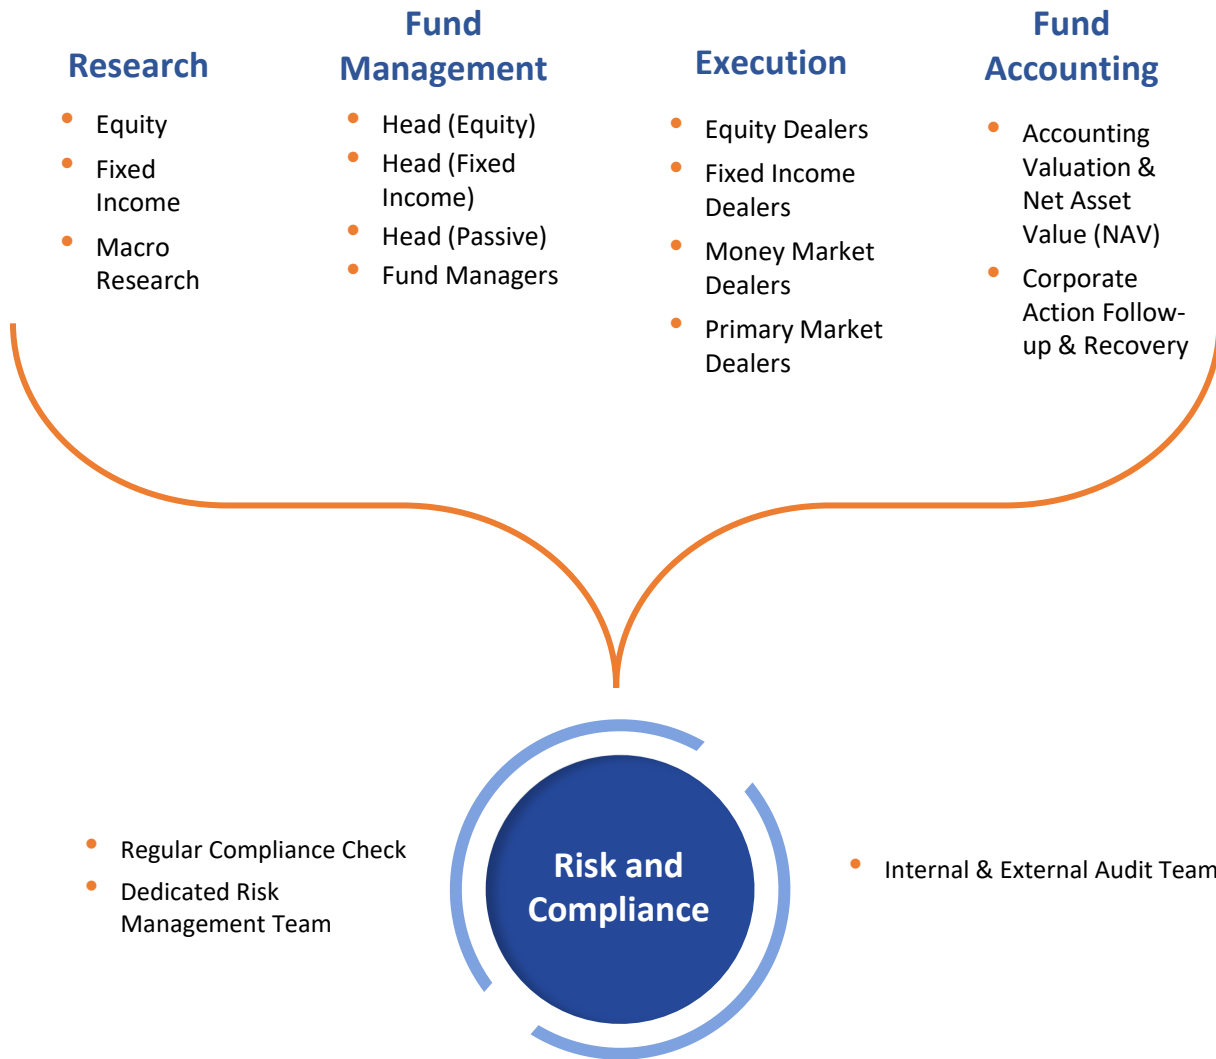 Research
• Equity
• Fixed
Income
• Macro
Research
Fund
Management
• Head (Equity)
• Head (Fixed
Income)
• Head (Passive)
• Fund Managers
Execution
• Equity Dealers
• Fixed Income
Dealers
• Money Market
Dealers
• Primary Market
Dealers
Fund
Accounting
• Accounting
Valuation &
Net Asset
Value (NAV)
• Corporate
Action Follow-
up & Recovery
• Regular Compliance Check
• Dedicated Risk
Management Team
Risk and
Compliance
• Internal & External Audit Team